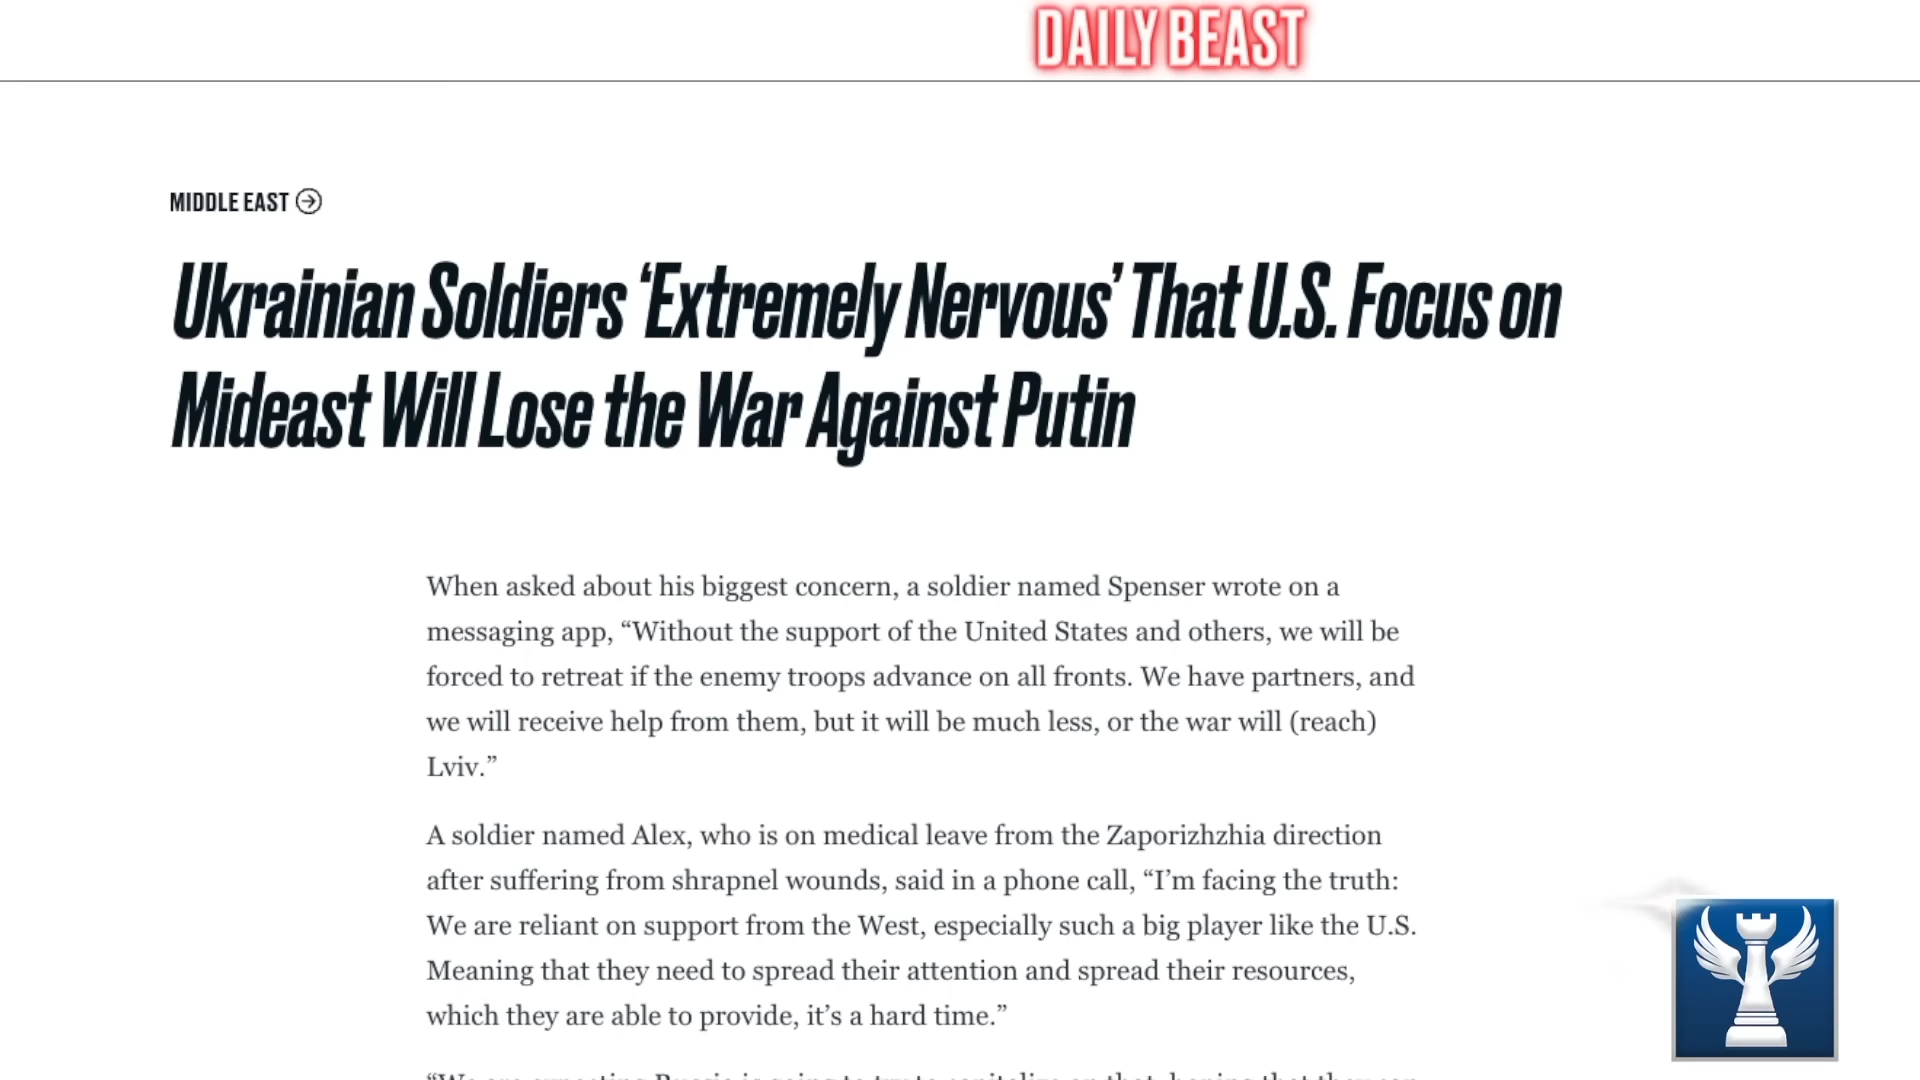 DAILY BEAST
MIDDLE EAST
Ukrainian Soldiers ‘Extremely Nervous’ That U.S. Focus on
Mideast Will Lose the War Against Putin
When asked about his biggest concern, a soldier named Spenser wrote on a
messaging app, “Without the support of the United States and others, we will be
forced to retreat if the enemy troops advance on all fronts. We have partners, and
we will receive help from them, but it will be much less, or the war will (reach)
Lviv.”
A soldier named Alex, who is on medical leave from the Zaporizhzhia direction
after suffering from shrapnel wounds, said in a phone call, “I’m facing the truth:
We are reliant on support from the West, especially such a big player like the U.S.
Meaning that they need to spread their attention and spread their resources,
which they are able to provide, it’s a hard time.”